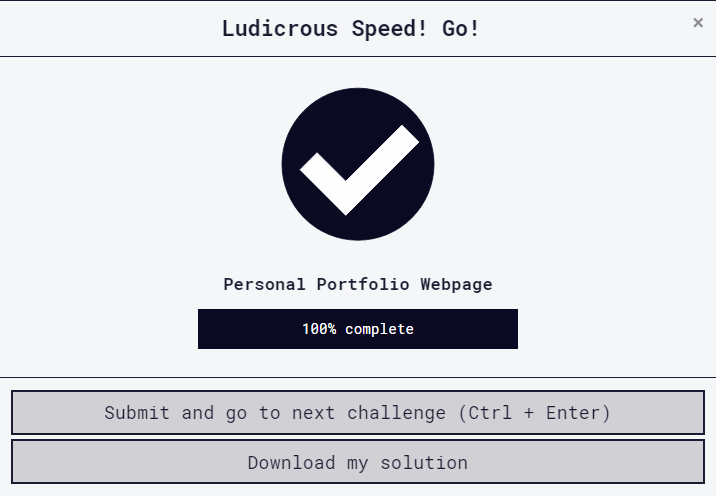 Ludicrous Speed! Go!
×
Personal Portfolio Webpage
100% complete
Submit and go to next challenge (Ctrl + Enter)
Download my solution